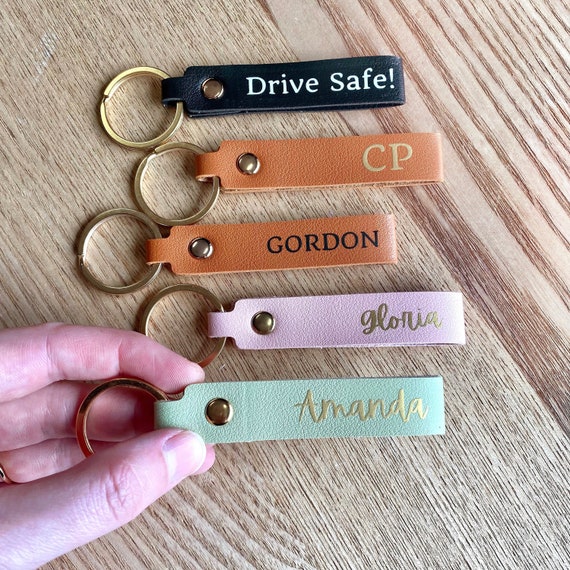 Drive Safe!
CP
GORDON
gloria
Amanda